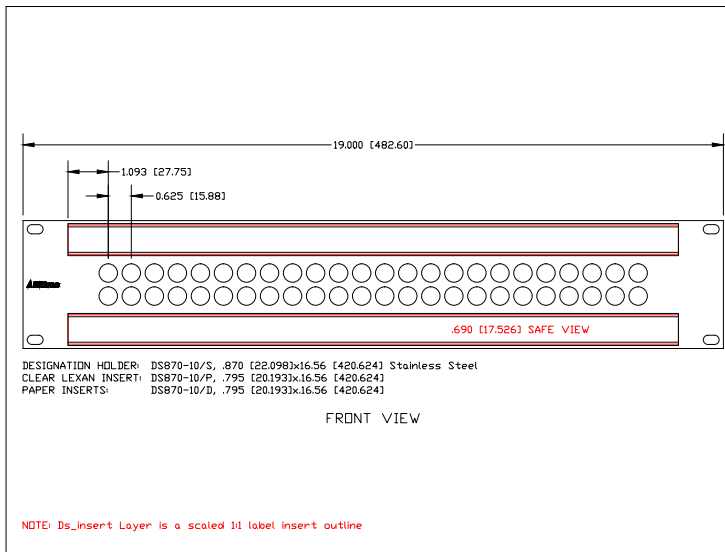 19.000 [482.60]
1.093 [27.75]
0.625 [15.88]
.690 [17.526] SAFE VIEW
DESIGNATION HOLDER: DS870-10/S, .870 [22.098]x16.56 [420.624] Stainless Steel
CLEAR LEXAN INSERT: DS870-10/P, .795 [20.193]x16.56 [420.624]
PAPER INSERTS: DS870-10/D, .795 [20.193]x16.56 [420.624]
FRONT VIEW
NOTE: Ds_insert Layer is a scaled 1:1 label insert outline